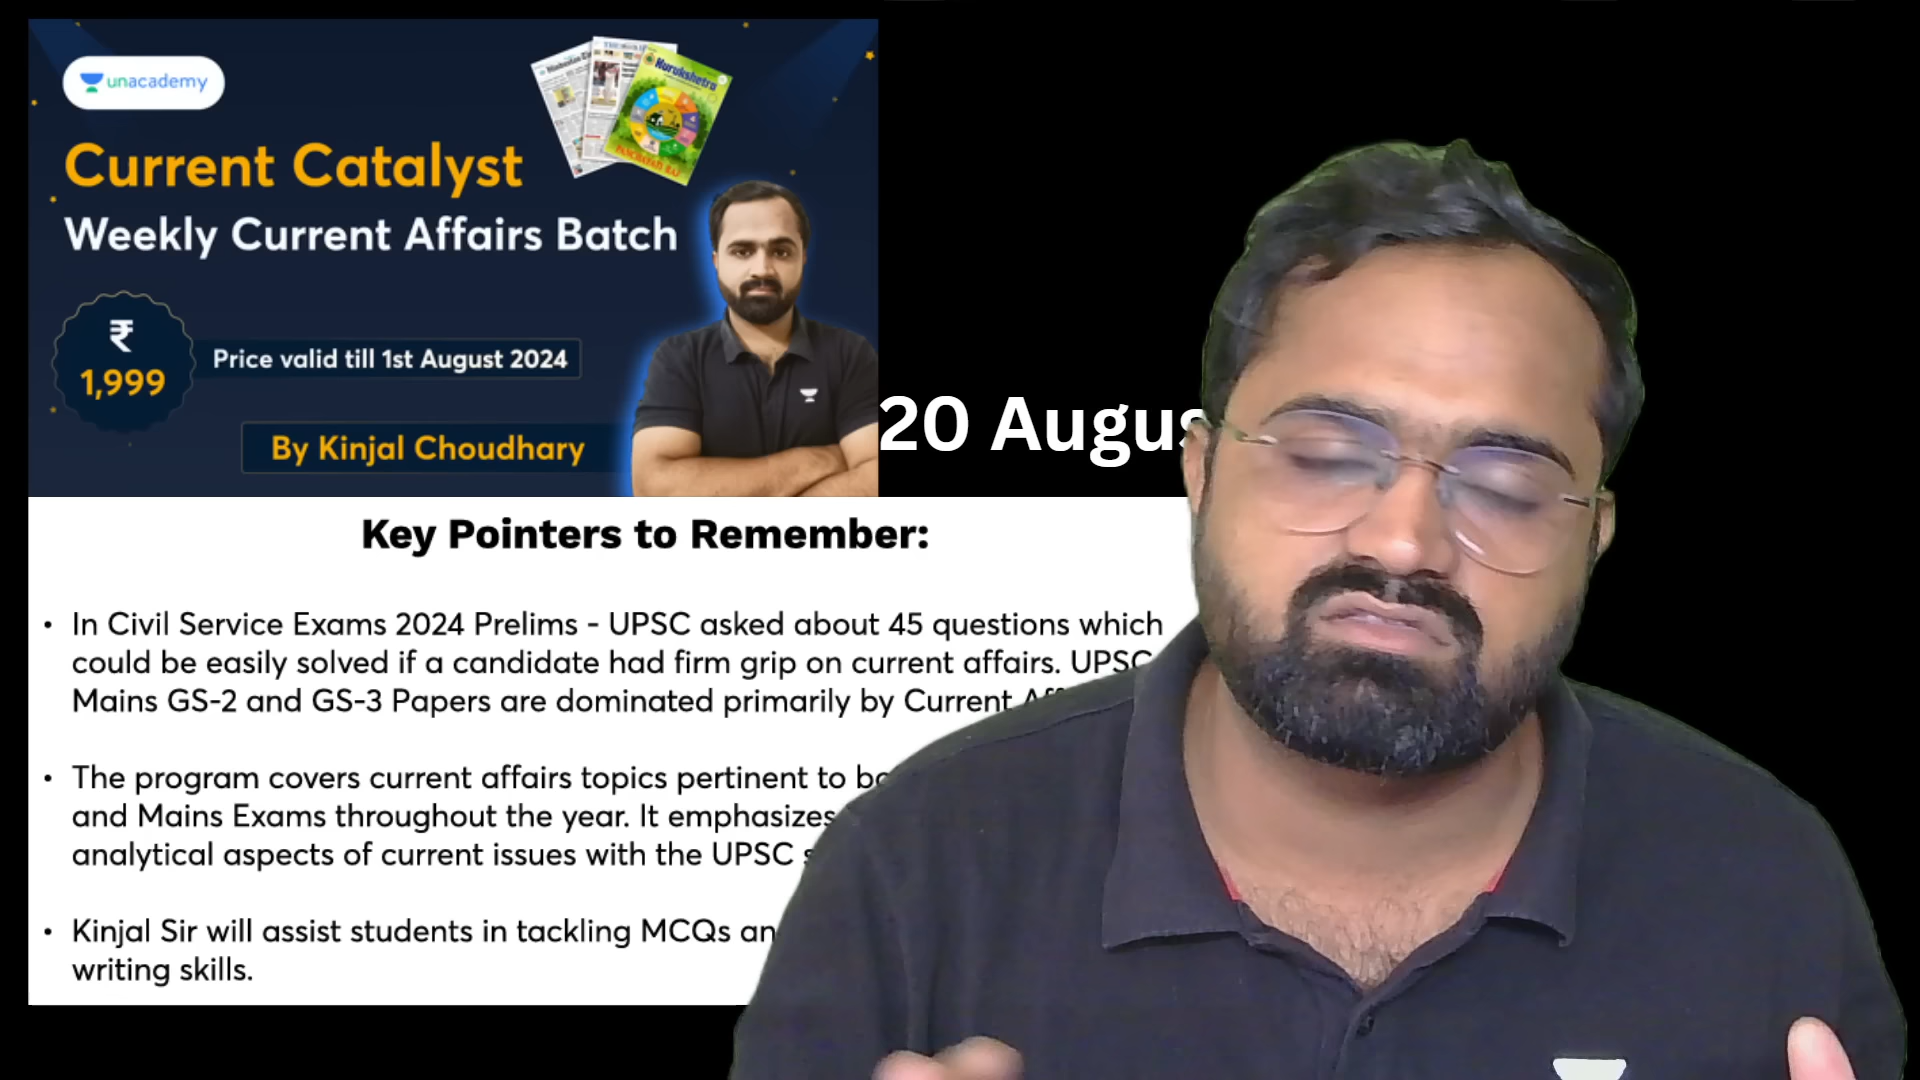 unacademy
Kurukshetra
PANCHAYATI RAJ
Current Catalyst
Weekly Current Affairs Batch
₹
1,999
Price valid till 1st August 2024
By Kinjal Choudhary
20
Key Pointers to Remember:
• In Civil Service Exams 2024 Prelims - UPSC asked about 45 questions which
could be easily solved if a candidate had firm grip on current affairs. UPSC
Mains GS-2 and GS-3 Papers are dominated primarily by Current
• The program covers current affairs topics pertinent to
and Mains Exams throughout the year. It emphasizes
analytical aspects of current issues with the UPSC
• Kinjal Sir will assist students in tackling MCQs
writing skills.